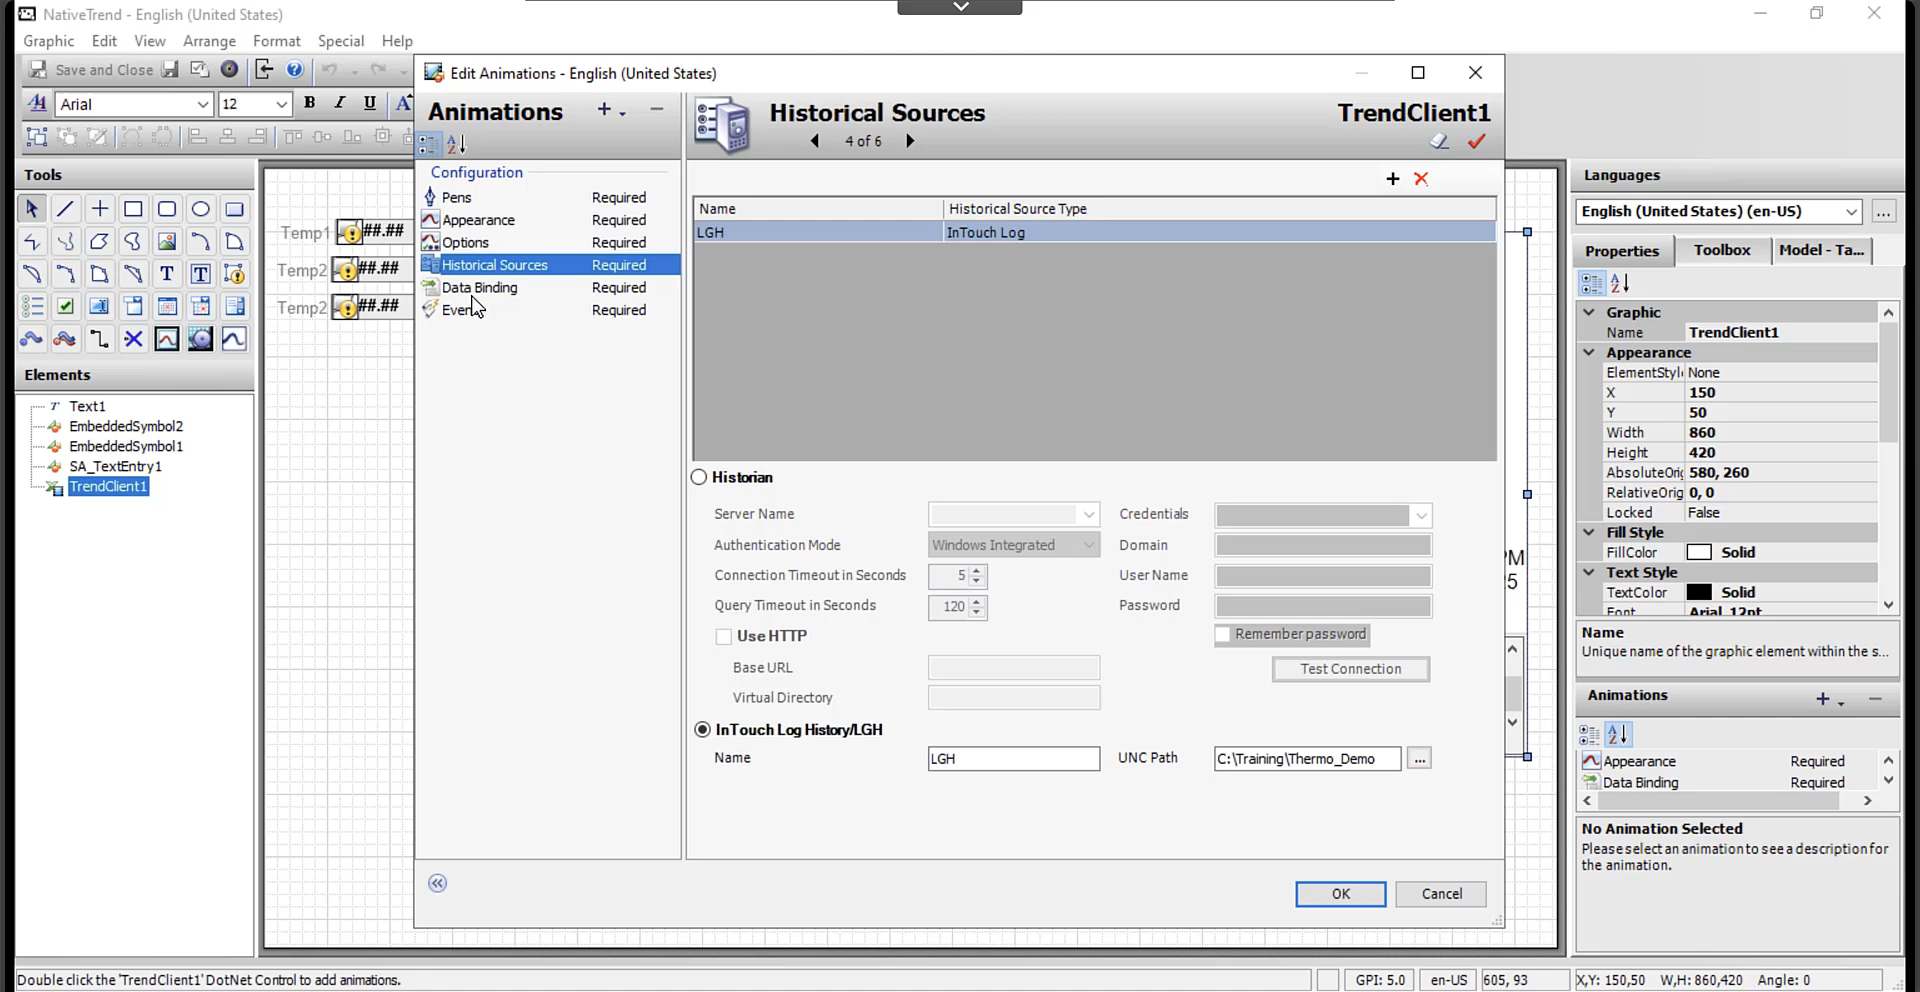 NativeTrend - English (United States)
Graphic Edit View Arrange Format Special Help
Save and Close
Arial 12 B I U A
Tools
T T
Elements
T Text1
EmbeddedSymbol2
EmbeddedSymbol1
SA_TextEntry1
TrendClient1
Temp1 ##.##
Temp2 ##.##
Temp2 ##.##
Edit Animations - English (United States)
Animations
Configuration
Pens Required
Appearance Required
Options Required
Historical Sources Required
Data Binding Required
Required
Historical Sources
4 of 6
TrendClient1
Name Historical Source Type
LGH InTouch Log
Historian
Server Name
Authentication Mode Windows Integrated
Connection Timeout in Seconds 5
Query Timeout in Seconds 120
Use HTTP
Base URL
Virtual Directory
Credentials
Domain
User Name
Password
Remember password
Test Connection
InTouch Log History/LGH
Name LGH UNC Path C:\Training\Thermo_Demo ...
OK Cancel
Languages
English (United States) (en-US) ...
Properties Toolbox Model - Ta...
Graphic
Name TrendClient1
Appearance
ElementStyl None
X 150
Y 50
Width 860
Height 420
AbsoluteOri 580, 260
RelativeOrig 0, 0
Locked False
Fill Style
FillColor Solid
Text Style
TextColor Solid
Font Arial, 12pt
Name
Unique name of the graphic element within the s...
Animations
Appearance Required
Data Binding Required
No Animation Selected
Please select an animation to see a description for
the animation.
Double click the 'TrendClient1' DotNet Control to add animations.
GPI: 5.0 en-US 605, 93 X,Y: 150,50 W,H: 860,420 Angle: 0